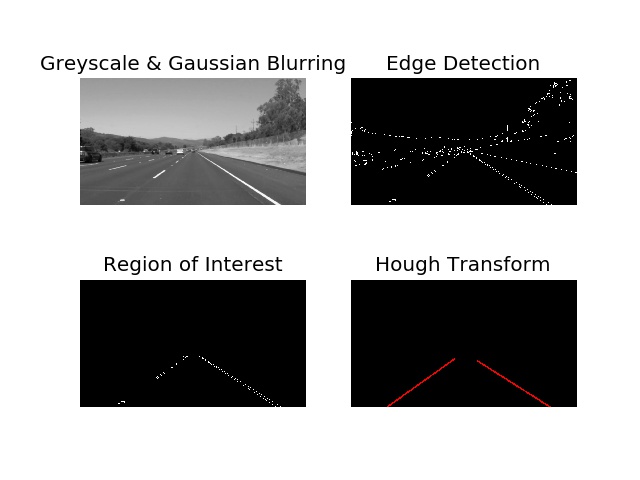 Greyscale & Gaussian Blurring
Edge Detection
Region of Interest
Hough Transform